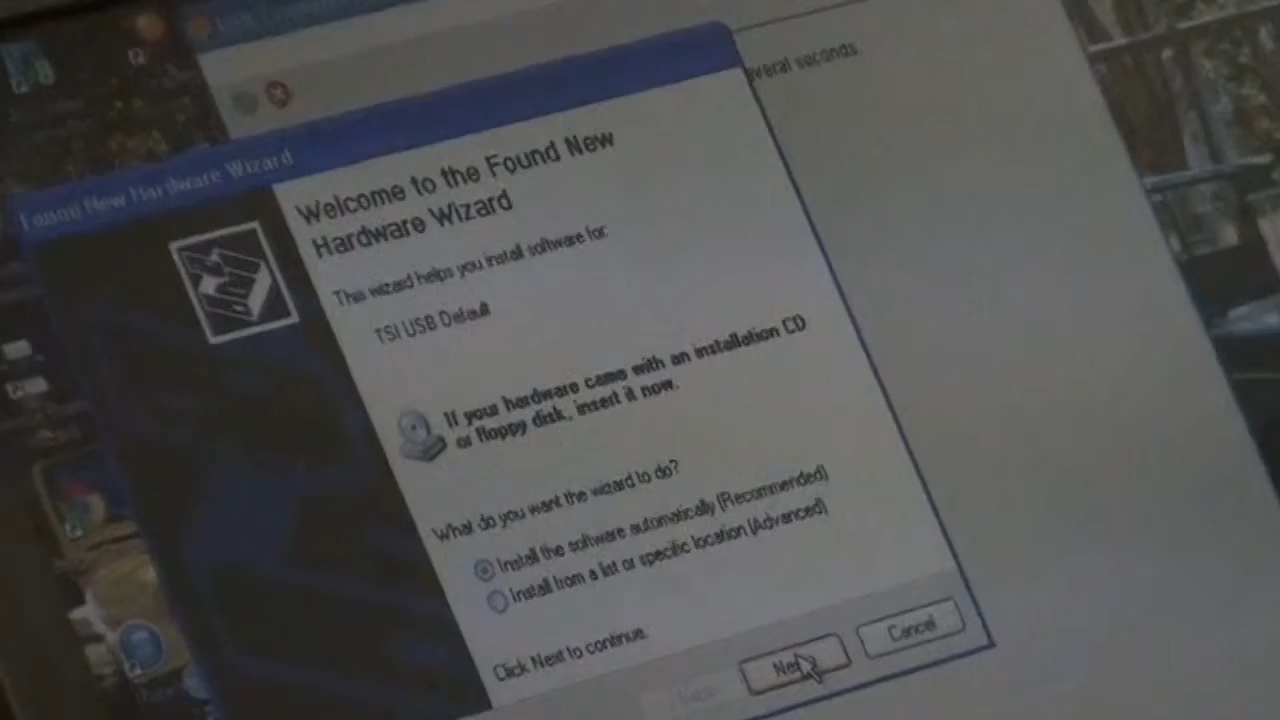 everal seconds.
Found New Hardware Wizard
Welcome to the Found New
Hardware Wizard
This wizard helps you install software for:
TSI USB Default
If your hardware came with an installation CD
or floppy disk, insert it now.
What do you want the wizard to do?
Install the software automatically (Recommended)
Install from a list or specific location (Advanced)
Click Next to continue.
Next >
Cancel